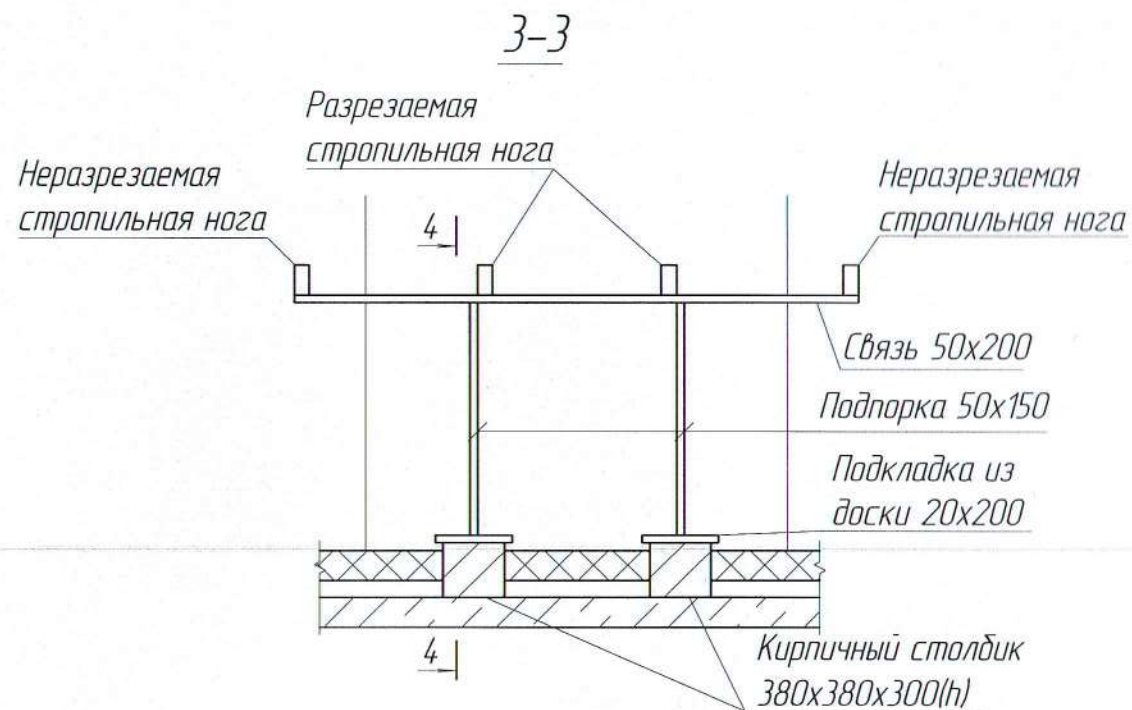 3-3
Разрезаемая
стропильная нога
Неразрезаемая
стропильная нога
Неразрезаемая
стропильная нога
4
Связь 50х200
Подпорка 50х150
Подкладка из
доски 20х200
4
Кирпичный столбик
380х380х300(h)